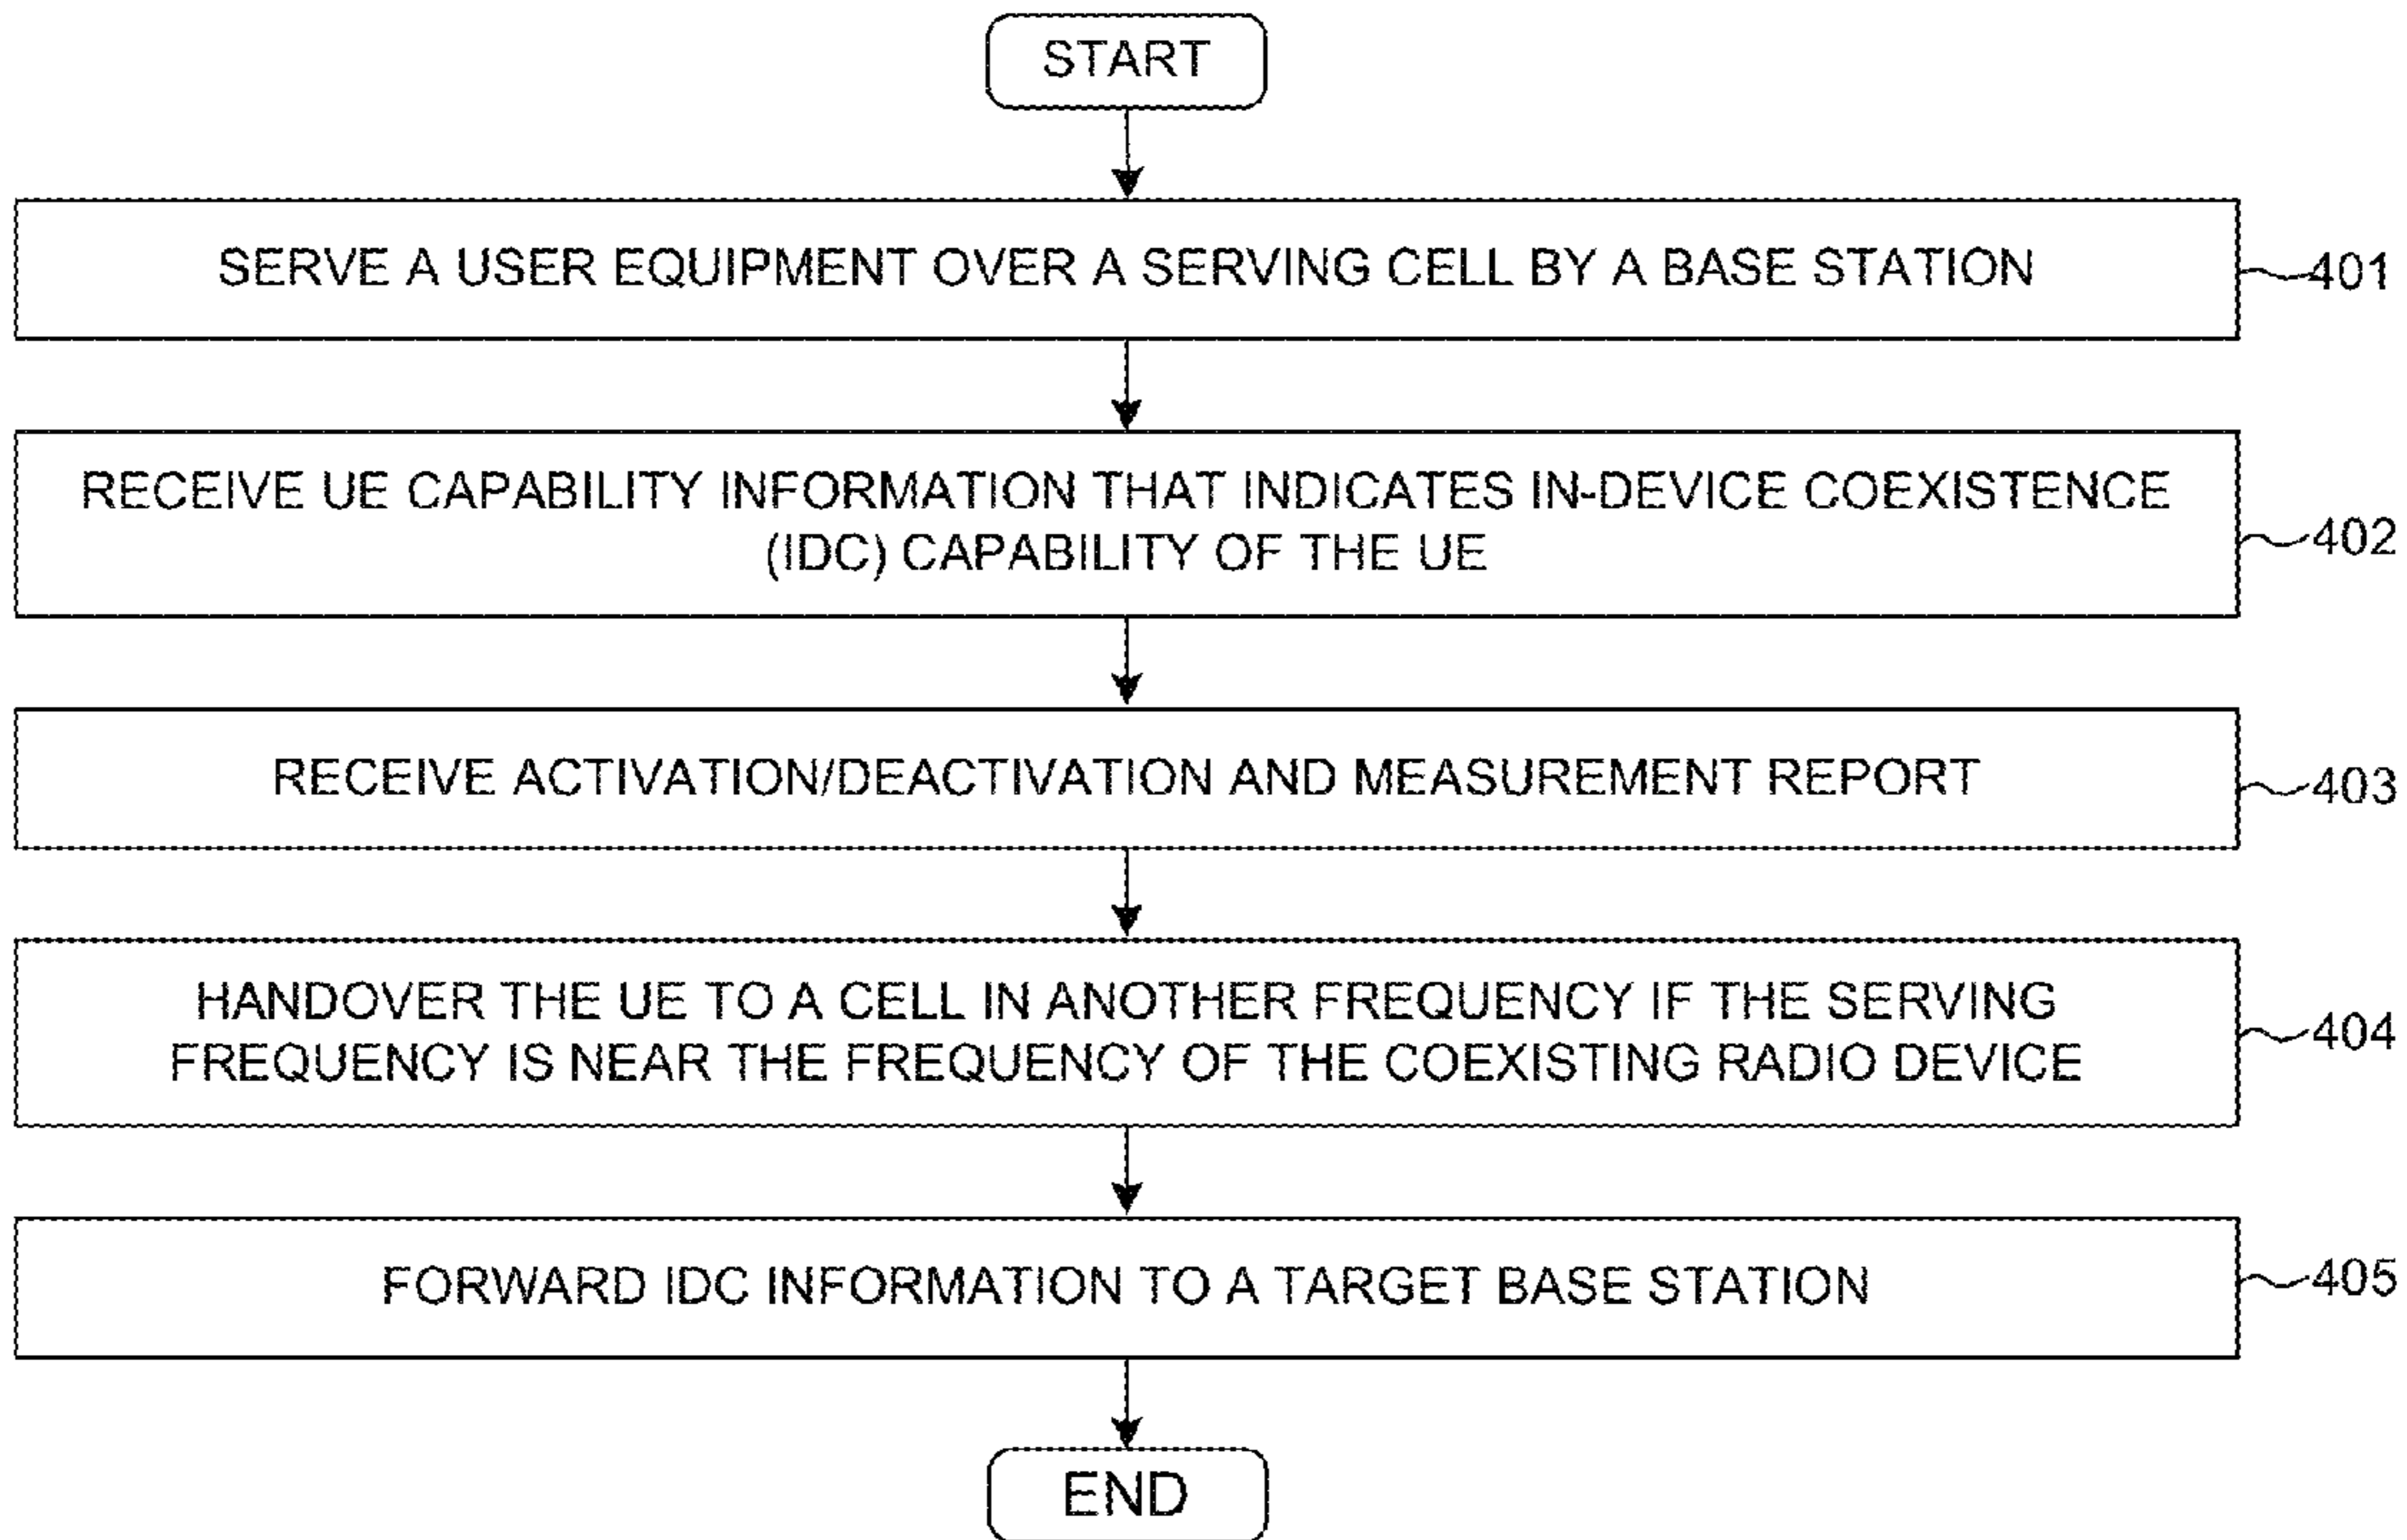 START
SERVE A USER EQUIPMENT OVER A SERVING CELL BY A BASE STATION
401
RECEIVE UE CAPABILITY INFORMATION THAT INDICATES IN-DEVICE COEXISTENCE
(IDC) CAPABILITY OF THE UE
402
RECEIVE ACTIVATION/DEACTIVATION AND MEASUREMENT REPORT
403
HANDOVER THE UE TO A CELL IN ANOTHER FREQUENCY IF THE SERVING
FREQUENCY IS NEAR THE FREQUENCY OF THE COEXISTING RADIO DEVICE
404
FORWARD IDC INFORMATION TO A TARGET BASE STATION
405
END